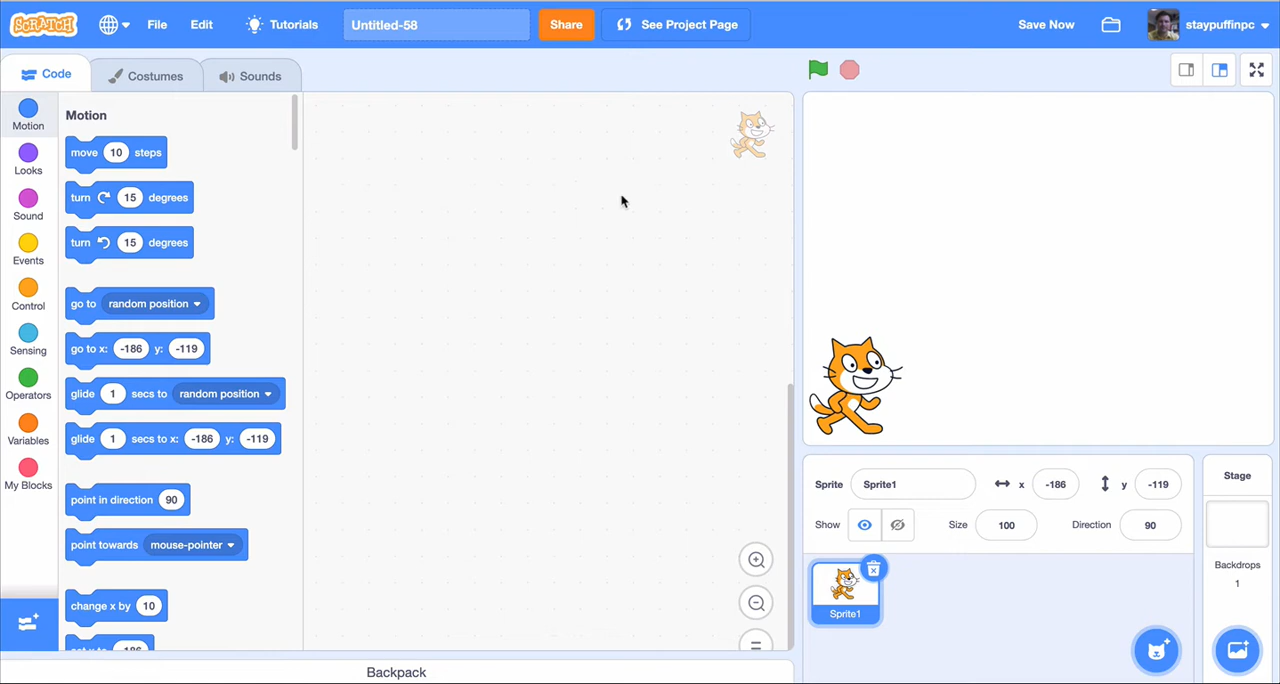 SCRATCH File Edit Tutorials Untitled-58 Share See Project Page Save Now staypuffinpc
Code Costumes Sounds
Motion
Looks
Sound
Events
Control
Sensing
Operators
Variables
My Blocks
Motion
move 10 steps
turn 15 degrees
turn 15 degrees
go to random position
go to x: -186 y: -119
glide 1 secs to random position
glide 1 secs to x: -186 y: -119
point in direction 90
point towards mouse-pointer
change x by 10
Backpack
Sprite Sprite1 x -186 y -119
Show Size 100 Direction 90
Sprite1
Stage
Backdrops
1